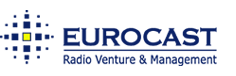 EUROCAST
Radio Venture & Management